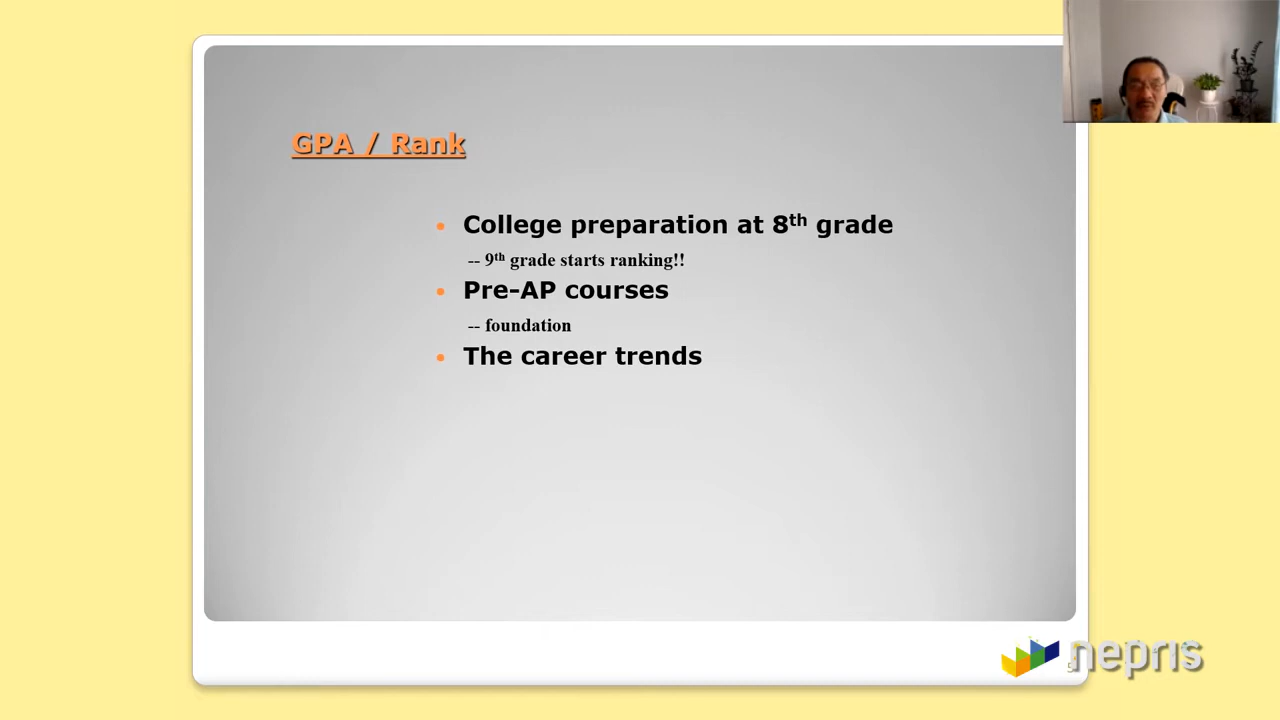 GPA / Rank
• College preparation at 8th grade
-- 9th grade starts ranking!!
• Pre-AP courses
-- foundation
• The career trends
nepris